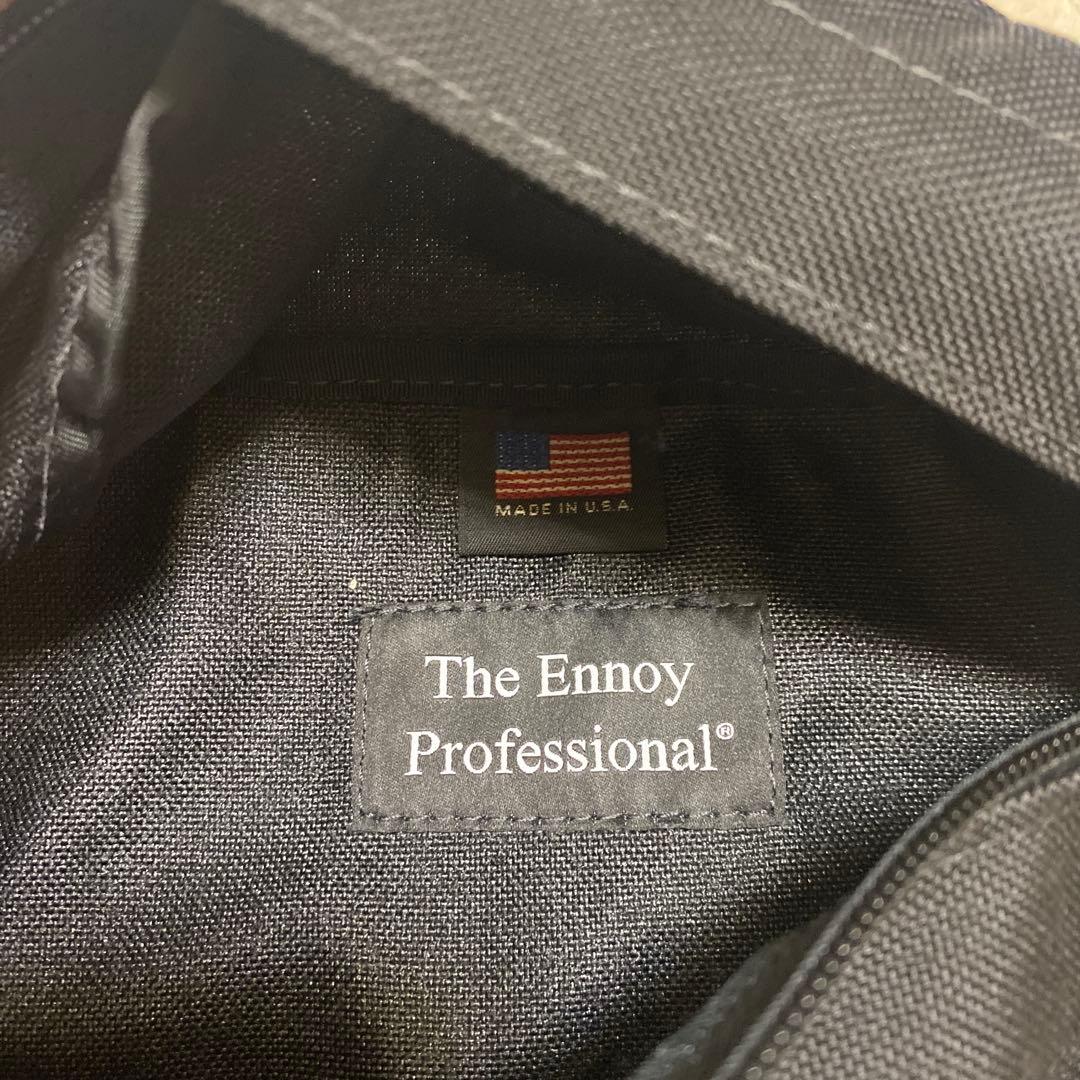 MADE IN U.S.A.
The Ennoy
Professional®